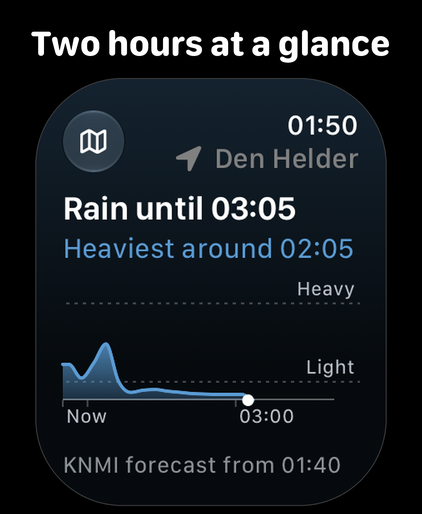 Two hours at a glance
01:50
Den Helder
Rain until 03:05
Heaviest around 02:05
Heavy
Light
Now 03:00
KNMI forecast from 01:40